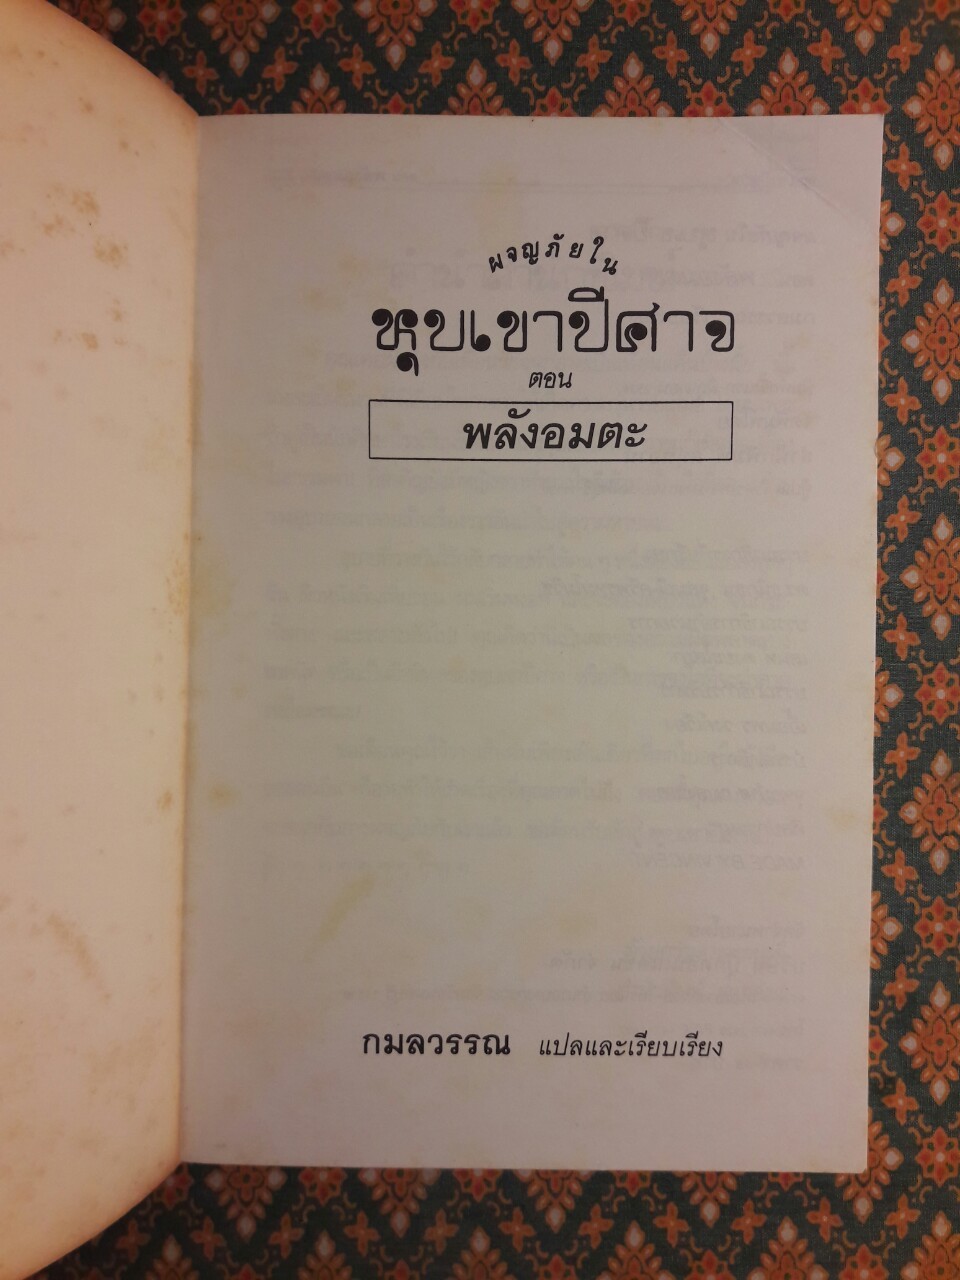 ผจญภัยใน
หุบเขาปีศาจ
ตอน
พลังอมตะ
กมลวรรณ แปลและเรียบเรียง